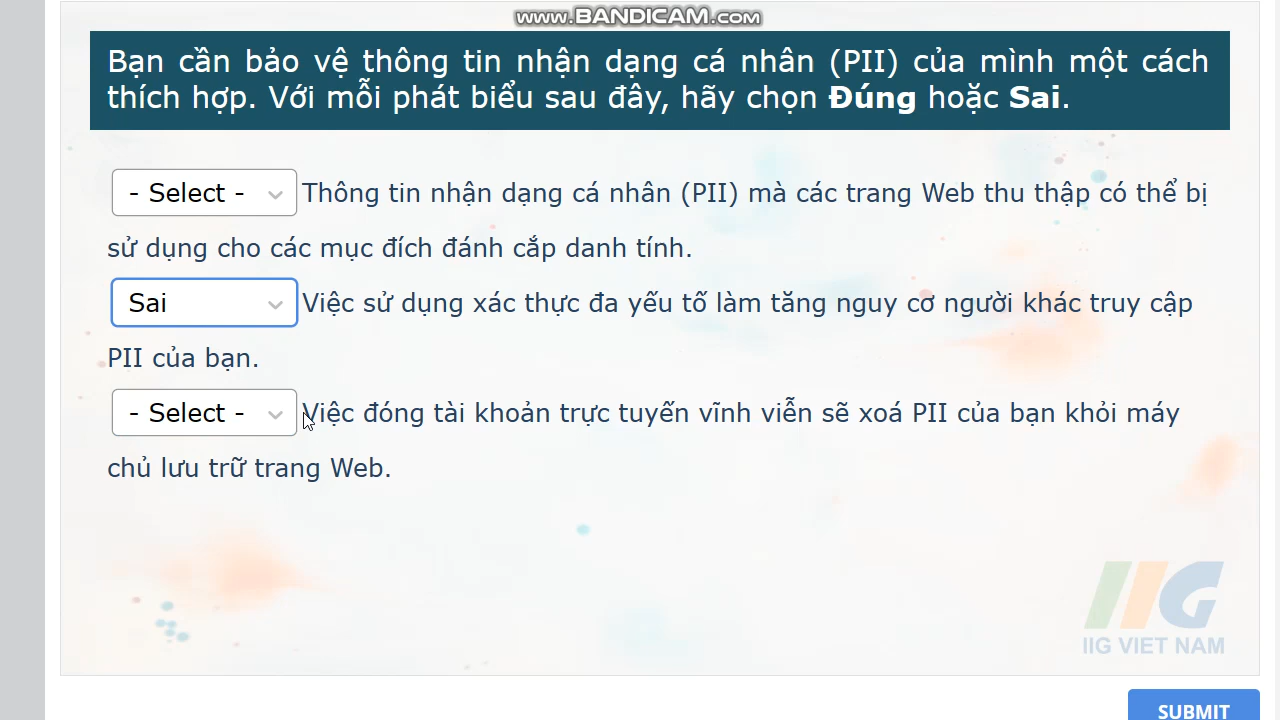 www.BANDICAM.com
Bạn cần bảo vệ thông tin nhận dạng cá nhân (PII) của mình một cách
thích hợp. Với mỗi phát biểu sau đây, hãy chọn Đúng hoặc Sai.
- Select - Thông tin nhận dạng cá nhân (PII) mà các trang Web thu thập có thể bị
sử dụng cho các mục đích đánh cắp danh tính.
Sai Việc sử dụng xác thực đa yếu tố làm tăng nguy cơ người khác truy cập
PII của bạn.
- Select - Việc đóng tài khoản trực tuyến vĩnh viễn sẽ xoá PII của bạn khỏi máy
chủ lưu trữ trang Web.
IIG
IIG VIET NAM
SUBMIT